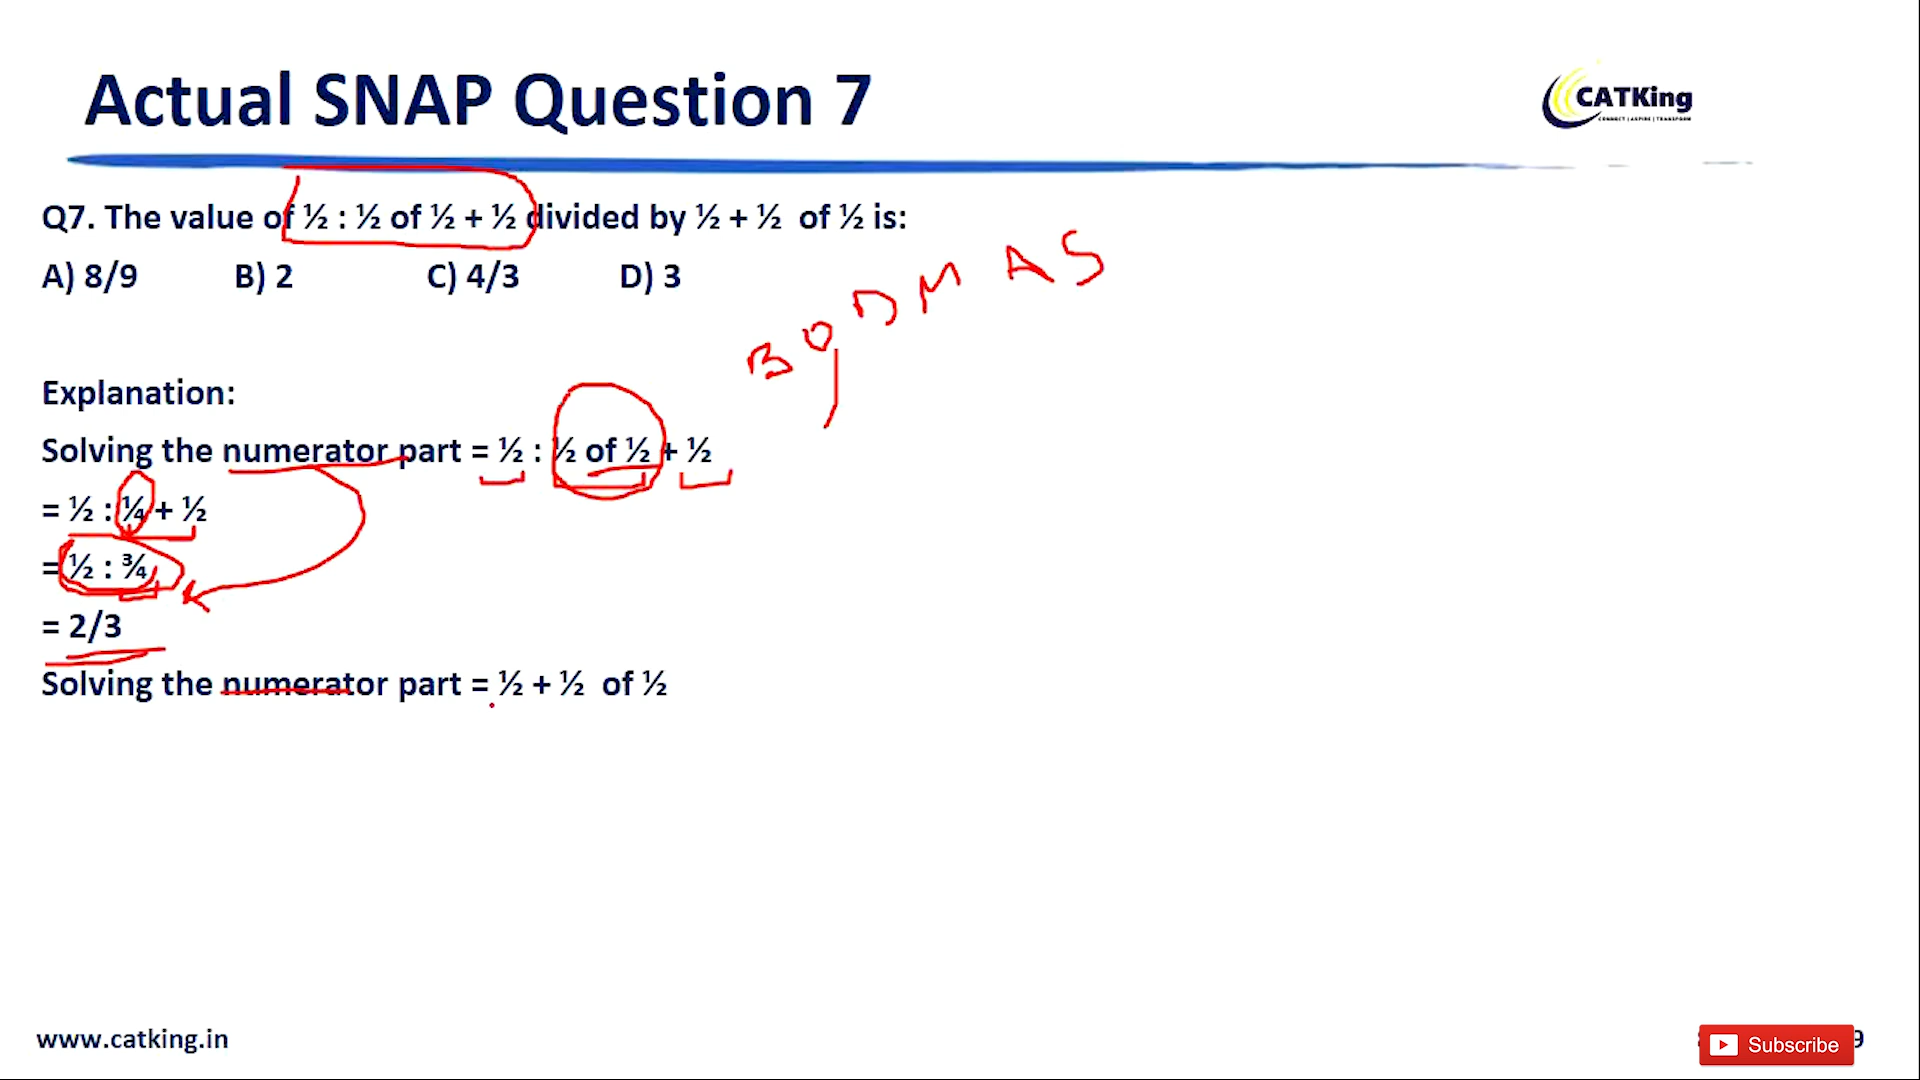 Actual SNAP Question 7
CATKing
CONNECT | ASPIRE | TRANSFORM
Q7. The value of ½ : ½ of ½ + ½ divided by ½ + ½ of ½ is:
A) 8/9 B) 2 C) 4/3 D) 3
BODMAS
Explanation:
Solving the numerator part = ½ : ½ of ½ + ½
= ½ : ¼ + ½
= ½ : ¾
= 2/3
Solving the numerator part = ½ + ½ of ½
www.catking.in
Subscribe
9